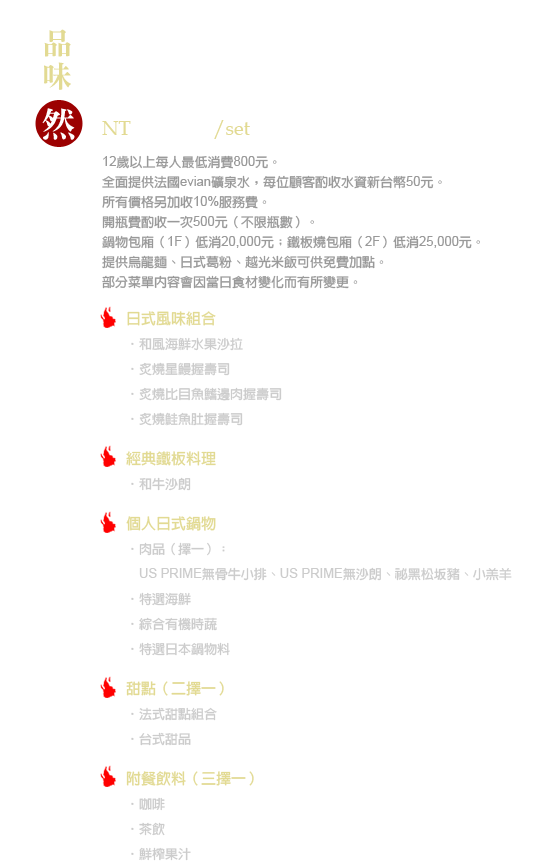 品味
然
NT /set
12歲以上每人最低消費800元。
全面提供法國evian礦泉水，每位顧客酌收水資新台幣50元。
所有價格另加收10%服務費。
開瓶費酌收一次500元（不限瓶數）。
鍋物包廂（1F）低消20,000元；鐵板燒包廂（2F）低消25,000元。
提供烏龍麵、日式葛粉、越光米飯可供免費加點。
部分菜單內容會因當日食材變化而有所變更。
日式風味組合
．和風海鮮水果沙拉
．炙燒星鰻握壽司
．炙燒比目魚鰭邊肉握壽司
．炙燒鮭魚肚握壽司
經典鐵板料理
．和牛沙朗
個人日式鍋物
．肉品（擇一）：
US PRIME無骨牛小排、US PRIME無沙朗、祕黑松坂豬、小羔羊
．特選海鮮
．綜合有機時蔬
．特選日本鍋物料
甜點（二擇一）
．法式甜點組合
．台式甜品
附餐飲料（三擇一）
．咖啡
．茶飲
．鮮榨果汁